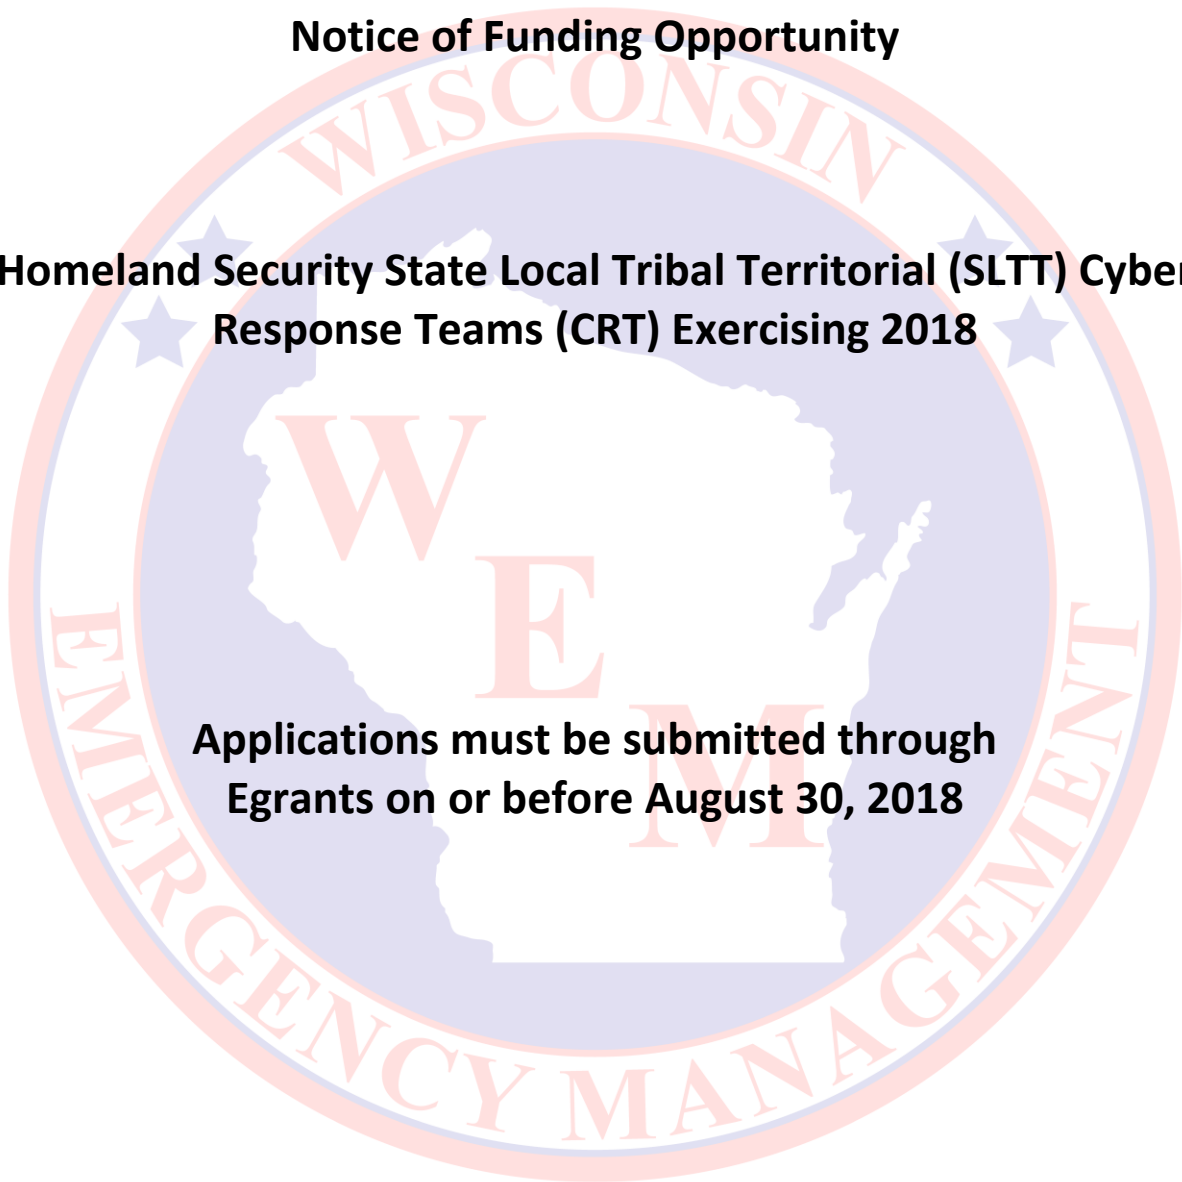 Notice of Funding Opportunity
WISCONSIN
Homeland Security State Local Tribal Territorial (SLTT) Cyber
Response Teams (CRT) Exercising 2018
W
E
M
Applications must be submitted through
Egrants on or before August 30, 2018
EMERGENCY MANAGEMENT